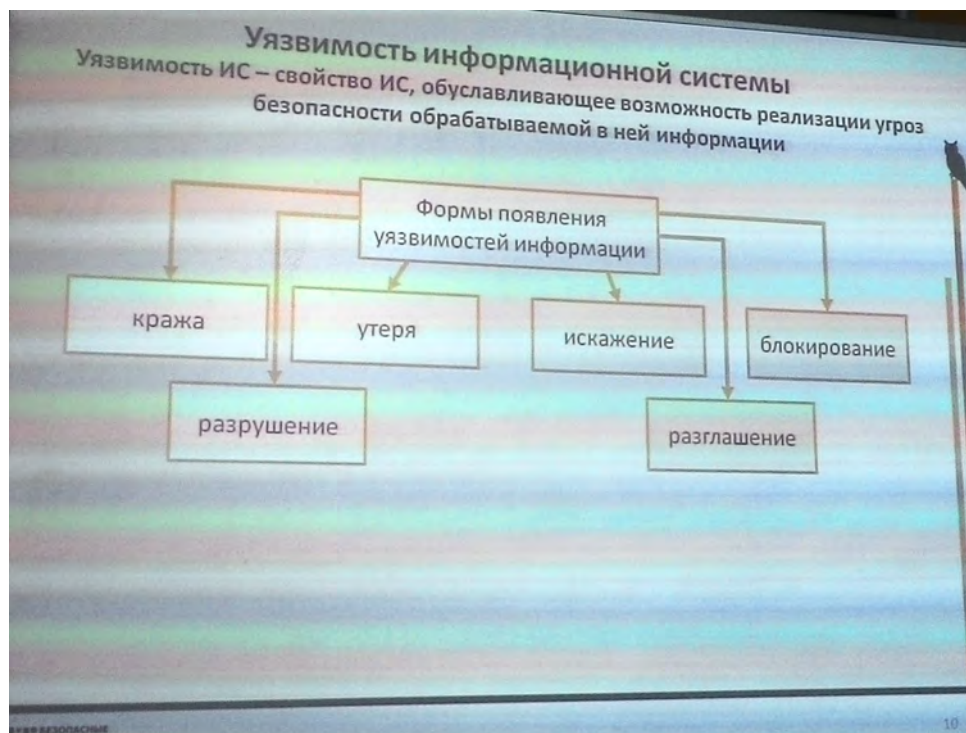 Уязвимость информационной системы
Уязвимость ИС – свойство ИС, обуславливающее возможность реализации угроз
безопасности обрабатываемой в ней информации
Формы появления
уязвимостей информации
кража
утеря
искажение
блокирование
разрушение
разглашение
10